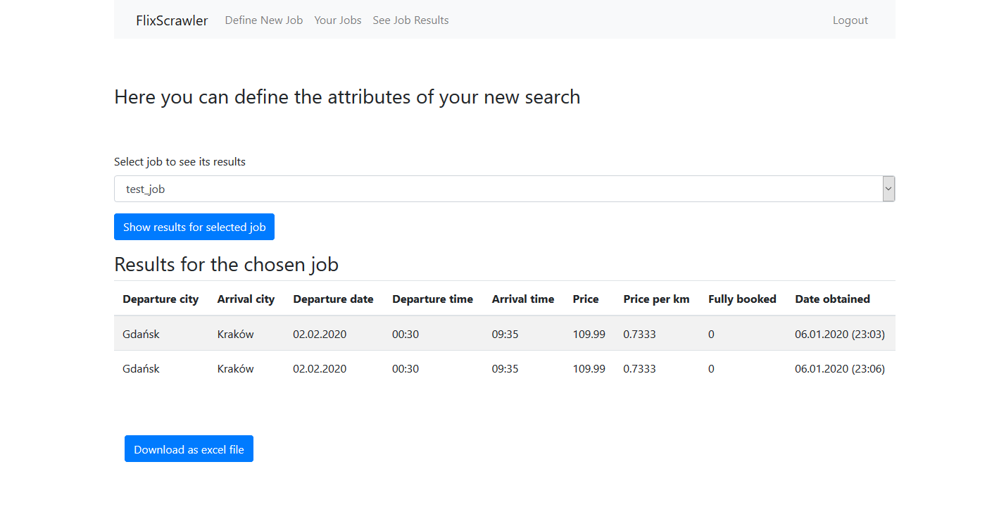 FlixScrawler Define New Job Your Jobs See Job Results Logout
Here you can define the attributes of your new search
Select job to see its results
test_job
Show results for selected job
Results for the chosen job
Departure city Arrival city Departure date Departure time Arrival time Price Price per km Fully booked Date obtained
Gdańsk Kraków 02.02.2020 00:30 09:35 109.99 0.7333 0 06.01.2020 (23:03)
Gdańsk Kraków 02.02.2020 00:30 09:35 109.99 0.7333 0 06.01.2020 (23:06)
Download as excel file